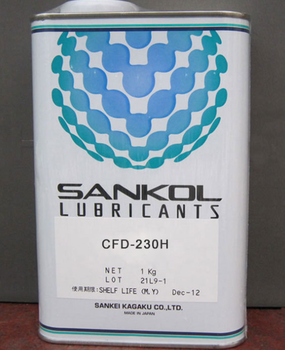 SANKOL
LUBRICANTS
CFD-230H
NET 1 Kg
LOT 21L9-1
使用期限:SHELF LIFE (M,Y) Dec-12
SANKEI KAGAKU CO.,LTD.
MADE IN JAPAN